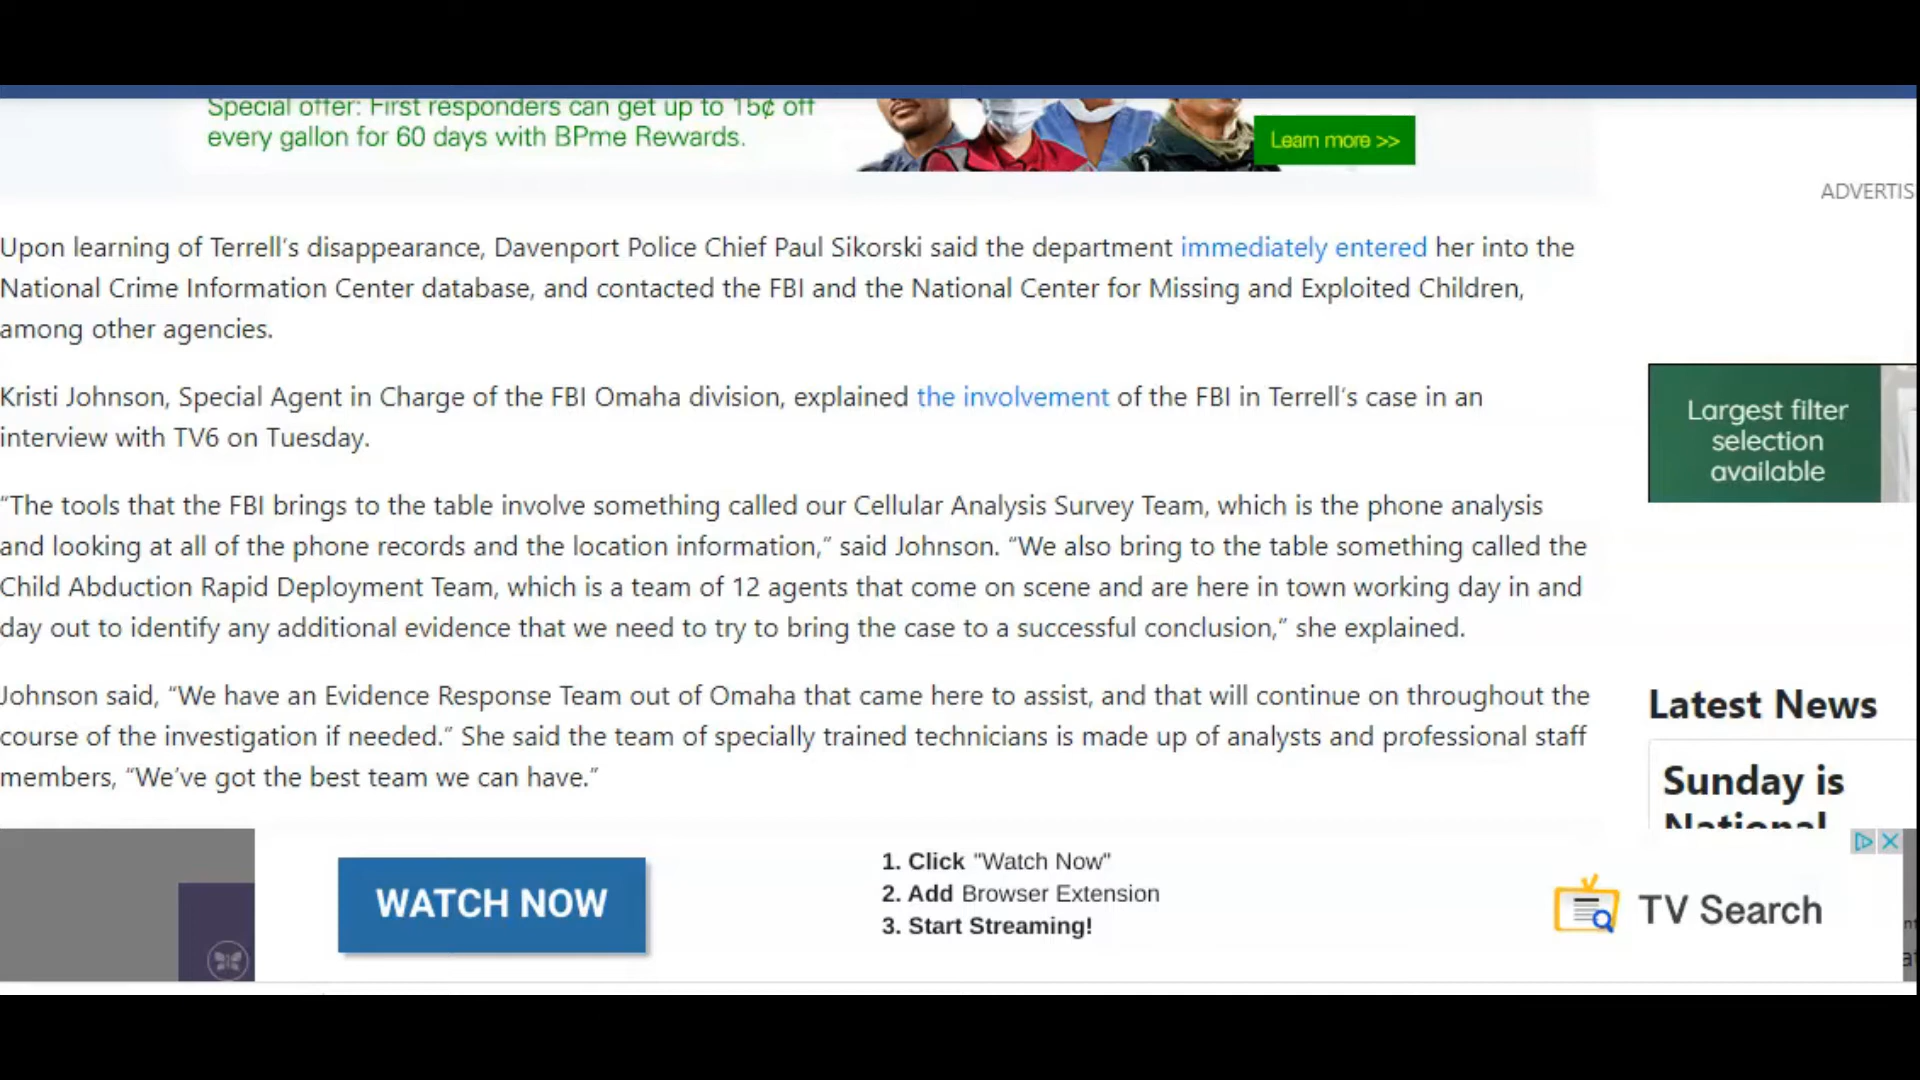 Special offer: First responders can get up to 15¢ off
every gallon for 60 days with BPme Rewards.
Learn more >>
ADVERTIS
Upon learning of Terrell’s disappearance, Davenport Police Chief Paul Sikorski said the department immediately entered her into the
National Crime Information Center database, and contacted the FBI and the National Center for Missing and Exploited Children,
among other agencies.
Kristi Johnson, Special Agent in Charge of the FBI Omaha division, explained the involvement of the FBI in Terrell’s case in an
interview with TV6 on Tuesday.
“The tools that the FBI brings to the table involve something called our Cellular Analysis Survey Team, which is the phone analysis
and looking at all of the phone records and the location information,” said Johnson. “We also bring to the table something called the
Child Abduction Rapid Deployment Team, which is a team of 12 agents that come on scene and are here in town working day in and
day out to identify any additional evidence that we need to try to bring the case to a successful conclusion,” she explained.
Johnson said, “We have an Evidence Response Team out of Omaha that came here to assist, and that will continue on throughout the
course of the investigation if needed.” She said the team of specially trained technicians is made up of analysts and professional staff
members, “We’ve got the best team we can have.”
Largest filter
selection
available
Latest News
Sunday is
National
WATCH NOW
1. Click "Watch Now"
2. Add Browser Extension
3. Start Streaming!
TV Search